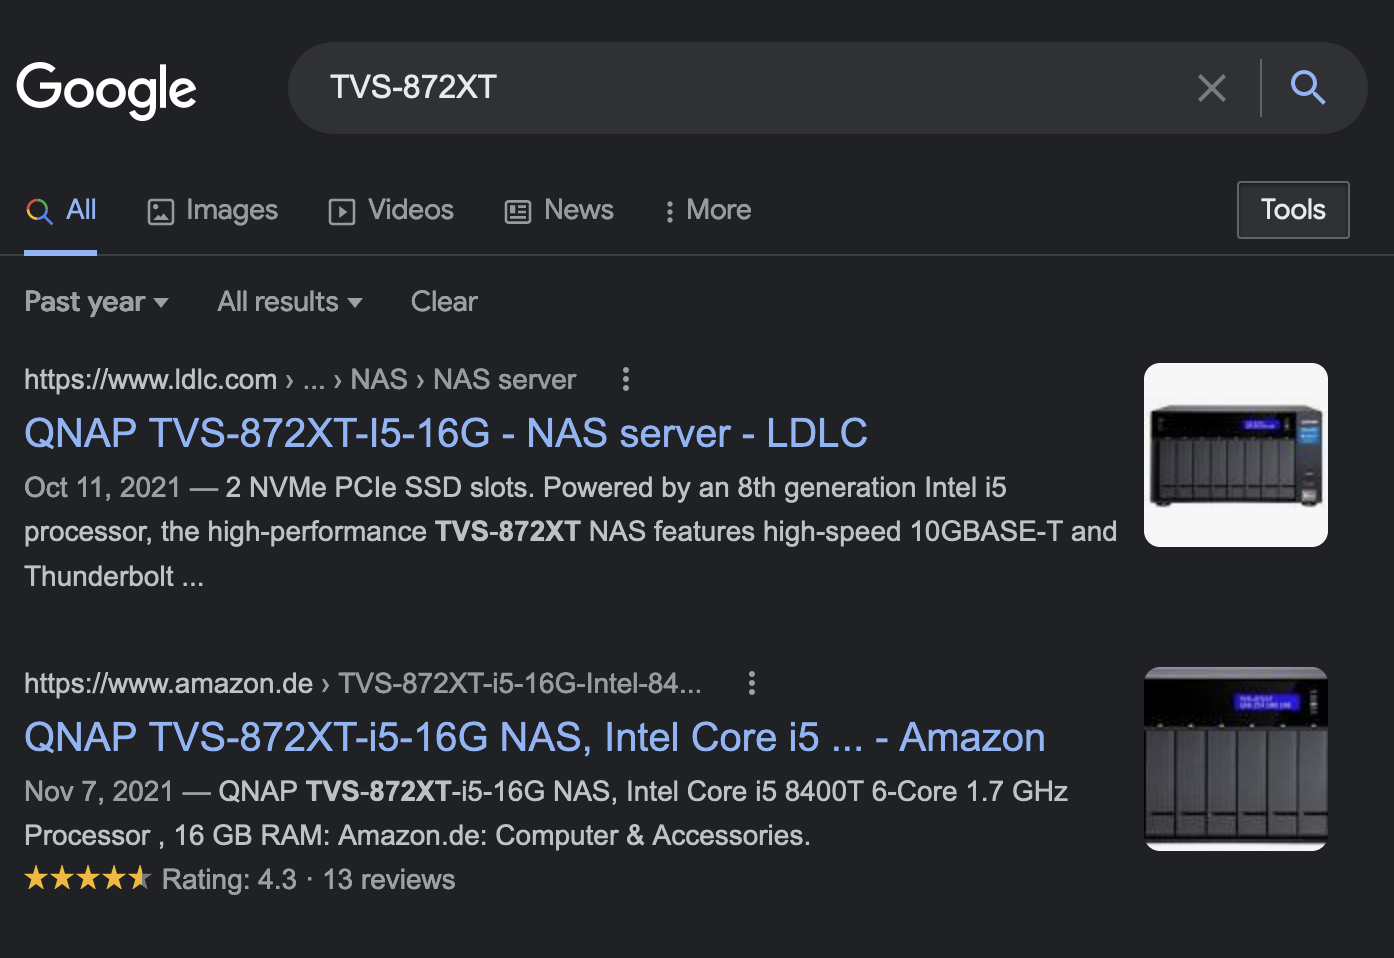 Google
TVS-872XT
All Images Videos News More Tools
Past year All results Clear
https://www.ldlc.com › ... › NAS › NAS server
QNAP TVS-872XT-I5-16G - NAS server - LDLC
Oct 11, 2021 — 2 NVMe PCIe SSD slots. Powered by an 8th generation Intel i5
processor, the high-performance TVS-872XT NAS features high-speed 10GBASE-T and
Thunderbolt ...
https://www.amazon.de › TVS-872XT-i5-16G-Intel-84...
QNAP TVS-872XT-i5-16G NAS, Intel Core i5 ... - Amazon
Nov 7, 2021 — QNAP TVS-872XT-i5-16G NAS, Intel Core i5 8400T 6-Core 1.7 GHz
Processor , 16 GB RAM: Amazon.de: Computer & Accessories.
Rating: 4.3 · 13 reviews